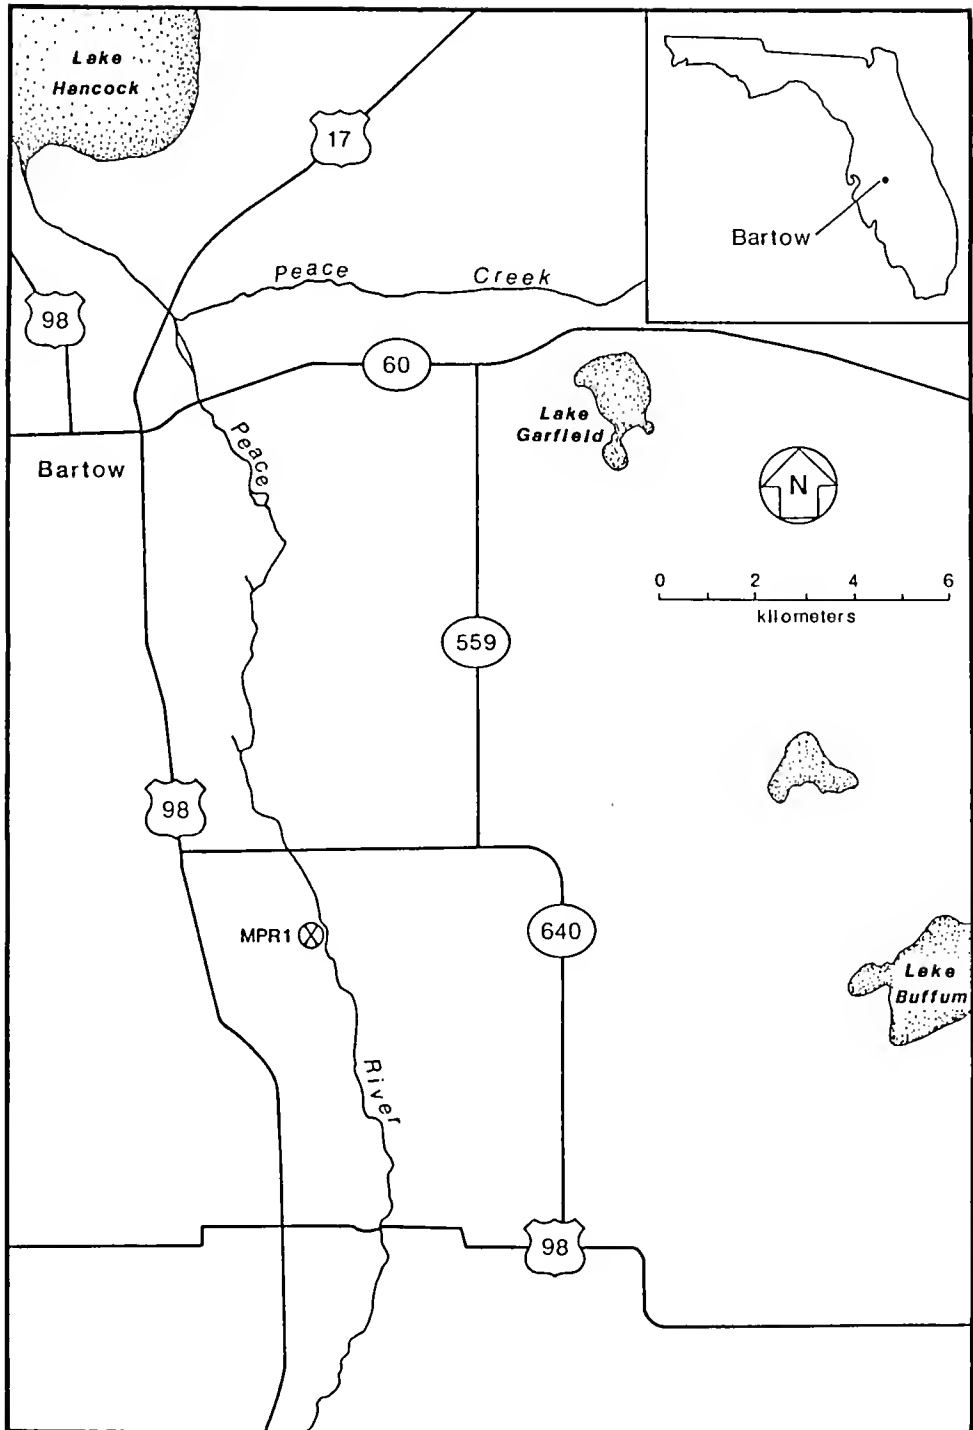 Lake
Hancock
17
Bartow
Peace Creek
98
60
Lake
Garfield
Peace
Bartow
N
0 2 4 6
kilometers
559
98
MPR1
640
Lake
Buffum
River
98